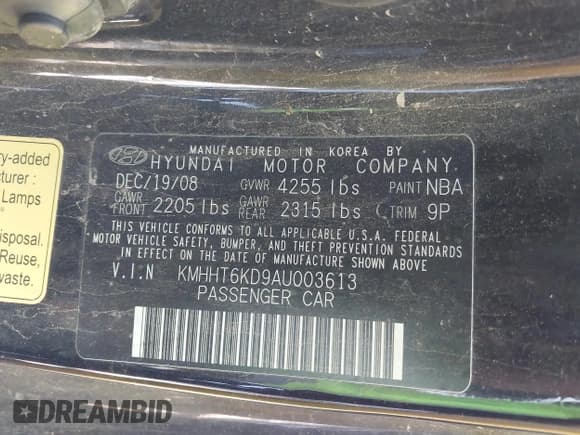 MANUFACTURED IN KOREA BY
HYUNDAI MOTOR COMPANY
DEC/19/08 GVWR 4255 lbs PAINT NBA
GAWR FRONT 2205 lbs GAWR REAR 2315 lbs TRIM 9P
THIS VEHICLE CONFORMS TO ALL APPLICABLE U.S.A. FEDERAL
MOTOR VEHICLE SAFETY, BUMPER, AND THEFT PREVENTION STANDARDS
IN EFFECT ON THE DATE OF MANUFACTURE SHOWN ABOVE
V.I.N KMHHT6KD9AU003613
PASSENGER CAR
ry-added
nufacturer :
Lamps
isposal.
Reuse,
waste.
DREAMBID